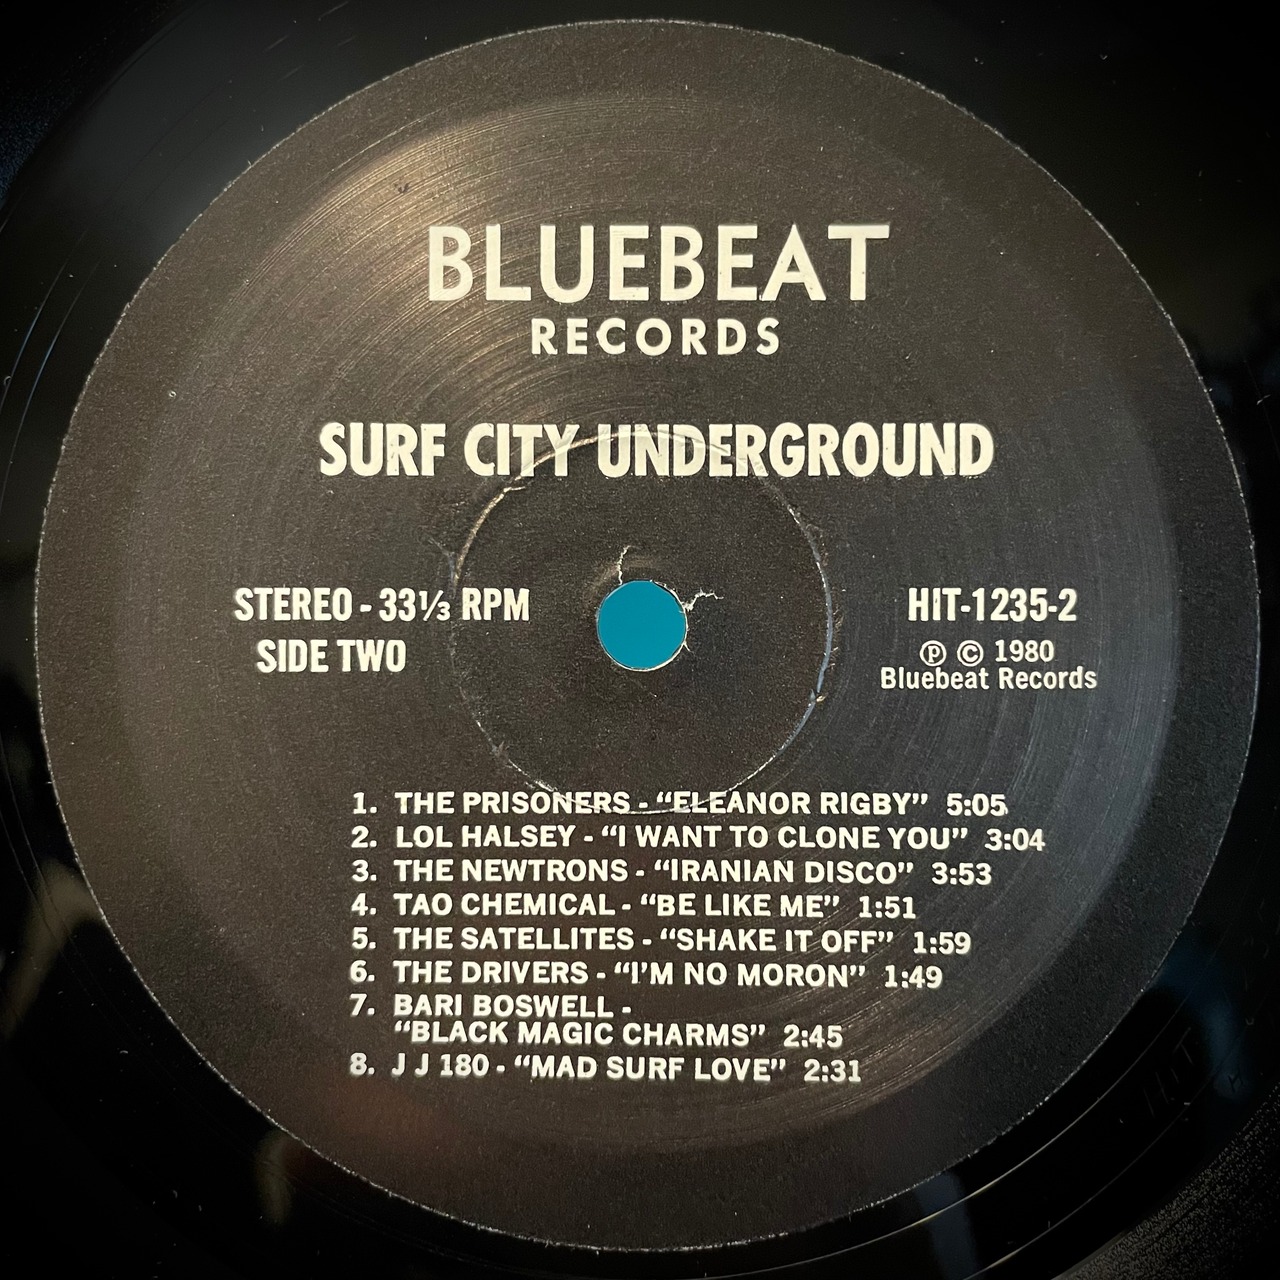 BLUEBEAT
RECORDS
SURF CITY UNDERGROUND
STEREO - 33⅓ RPM
SIDE TWO
HIT-1235-2
℗ © 1980
Bluebeat Records
1. THE PRISONERS - “ELEANOR RIGBY” 5:05
2. LOL HALSEY - “I WANT TO CLONE YOU” 3:04
3. THE NEWTRONS - “IRANIAN DISCO” 3:53
4. TAO CHEMICAL - “BE LIKE ME” 1:51
5. THE SATELLITES - “SHAKE IT OFF” 1:59
6. THE DRIVERS - “I’M NO MORON” 1:49
7. BARI BOSWELL -
“BLACK MAGIC CHARMS” 2:45
8. J J 180 - “MAD SURF LOVE” 2:31